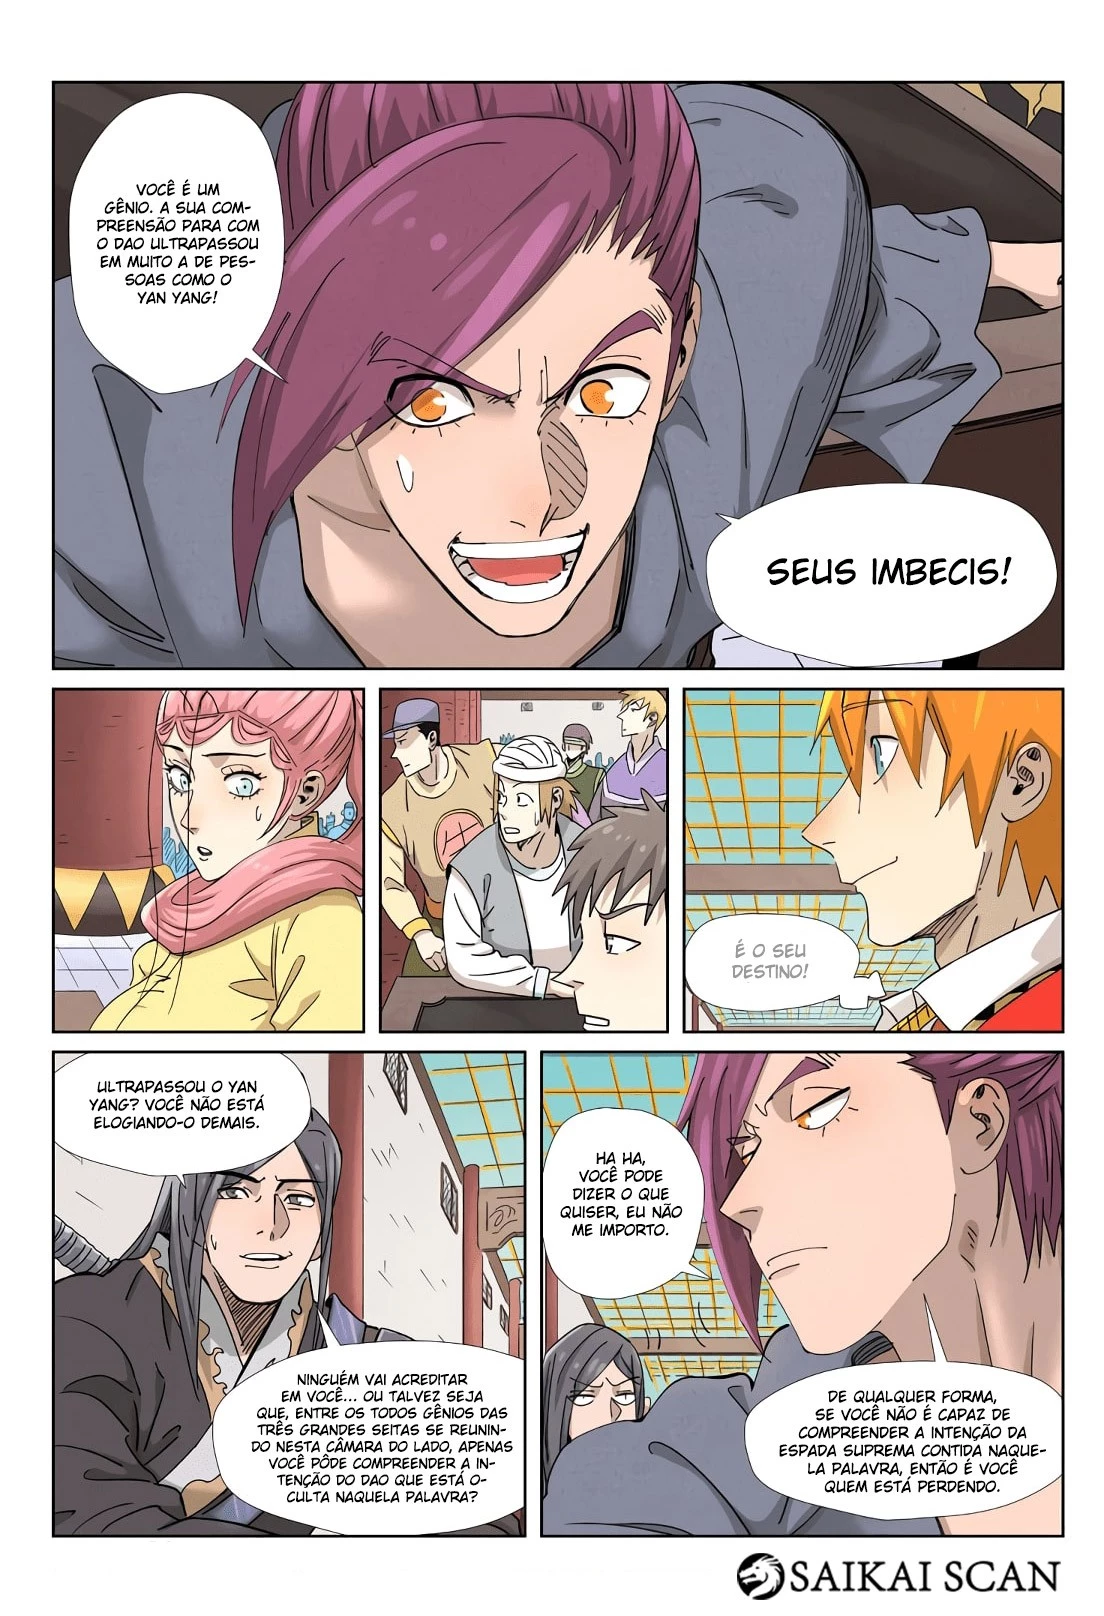 VOCÊ É UM
GÊNIO. A SUA COM-
PREENSÃO PARA COM
O DAO ULTRAPASSOU
EM MUITO A DE PES-
SOAS COMO O
YAN YANG!
SEUS IMBECIS!
É O SEU
DESTINO!
ULTRAPASSOU O YAN
YANG? VOCÊ NÃO ESTÁ
ELOGIANDO-O DEMAIS.
NINGUÉM VAI ACREDITAR
EM VOCÊ... OU TALVEZ SEJA
QUE, ENTRE OS TODOS GÊNIOS DAS
TRÊS GRANDES SEITAS SE REUNIN-
DO NESTA CÂMARA DO LADO, APENAS
VOCÊ PÔDE COMPREENDER A IN-
TENÇÃO DO DAO QUE ESTÁ O-
CULTA NAQUELA PALAVRA?
HA HA,
VOCÊ PODE
DIZER O QUE
QUISER, EU NÃO
ME IMPORTO.
DE QUALQUER FORMA,
SE VOCÊ NÃO É CAPAZ DE
COMPREENDER A INTENÇÃO DA
ESPADA SUPREMA CONTIDA NAQUE-
LA PALAVRA, ENTÃO É VOCÊ
QUEM ESTÁ PERDENDO.
SAIKAI SCAN